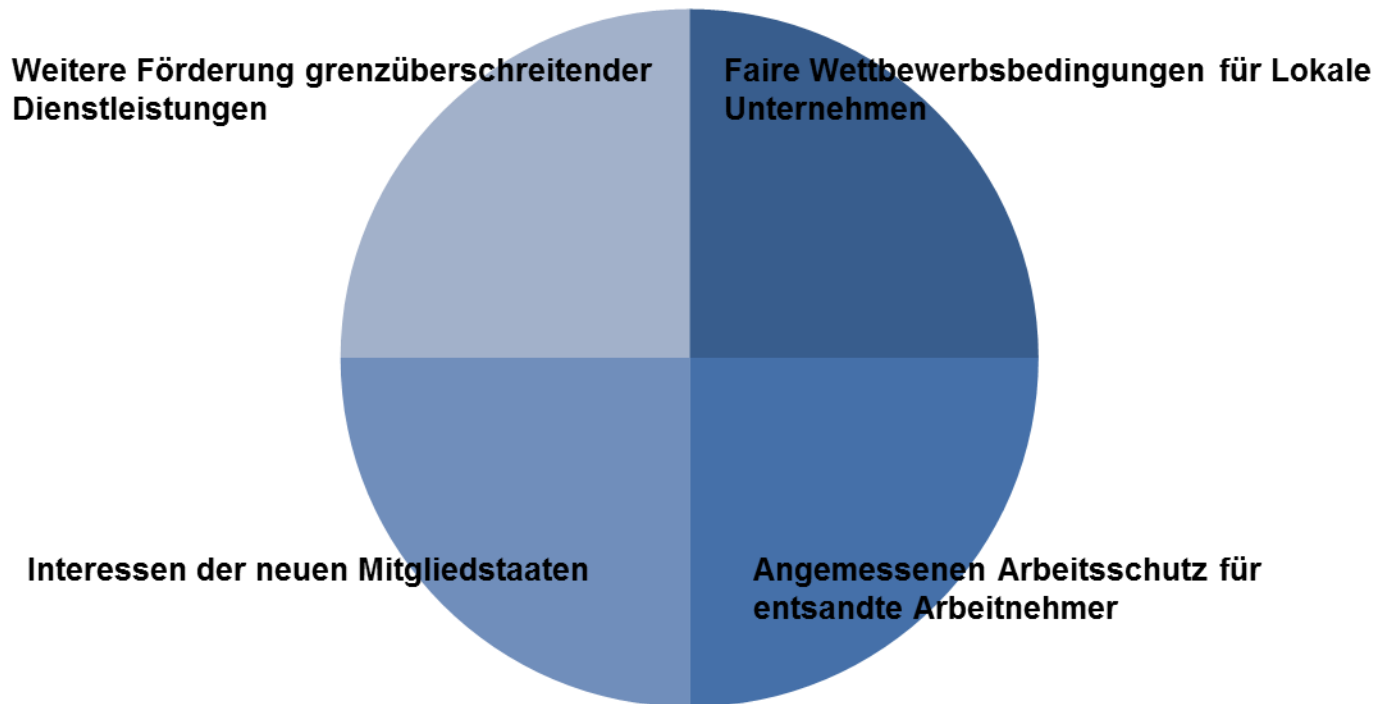 Weitere Förderung grenzüberschreitender
Dienstleistungen
Faire Wettbewerbsbedingungen für Lokale
Unternehmen
Interessen der neuen Mitgliedstaaten
Angemessenen Arbeitsschutz für
entsandte Arbeitnehmer